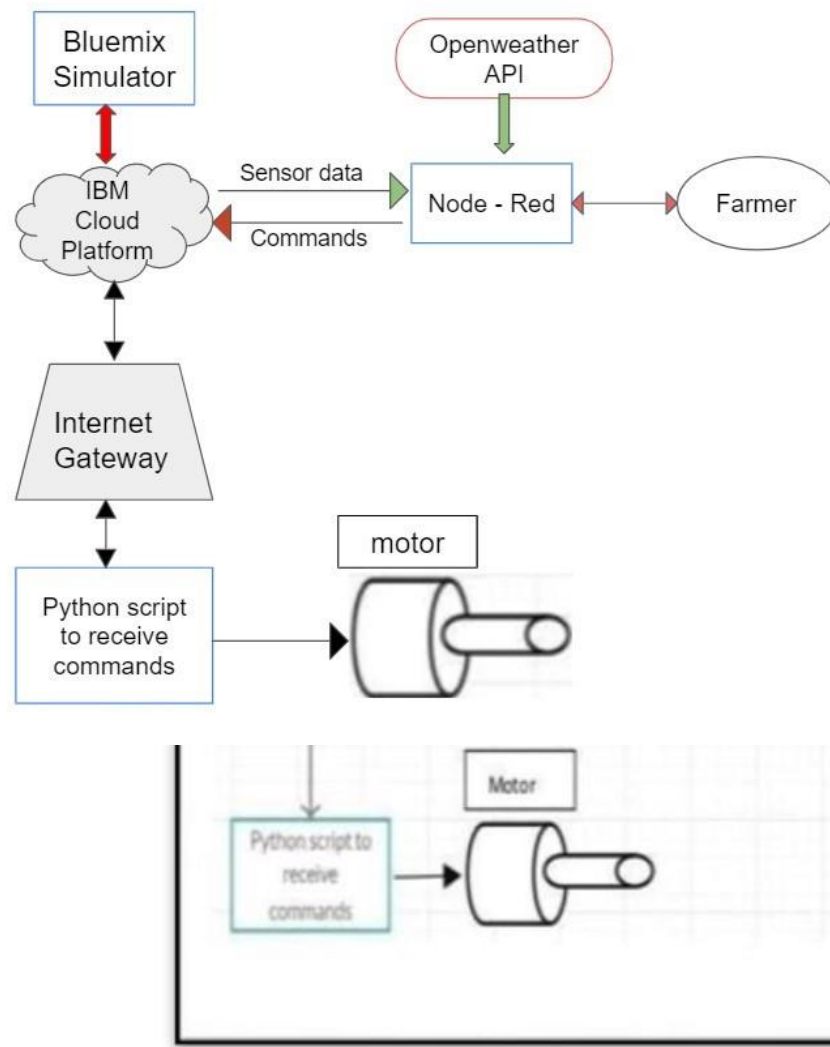 Bluemix
Simulator
Openweather
API
IBM
Cloud
Platform
Sensor data
Commands
Node - Red
Farmer
Internet
Gateway
motor
Python script
to receive
commands
Motor
Python script to
receive
commands